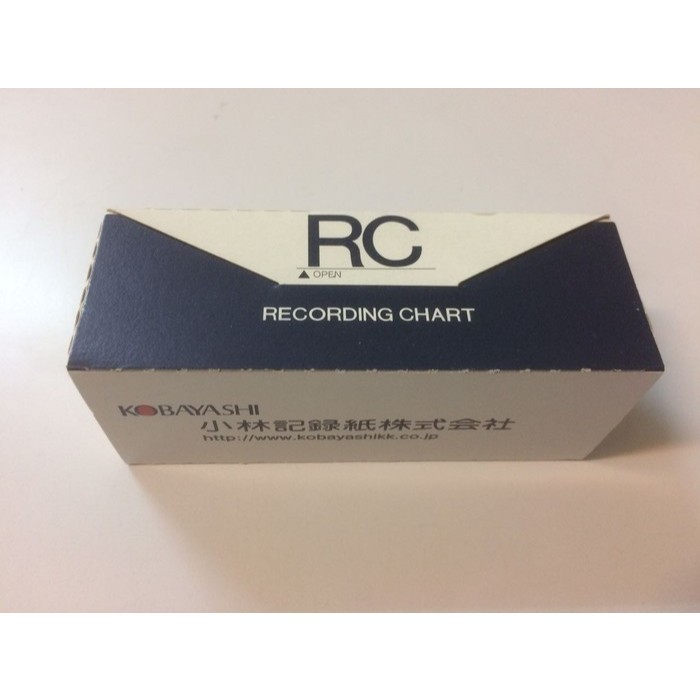 RC
▲ OPEN
RECORDING CHART
KOBAYASHI
小林記録紙株式会社
http://www.kobayashikk.co.jp